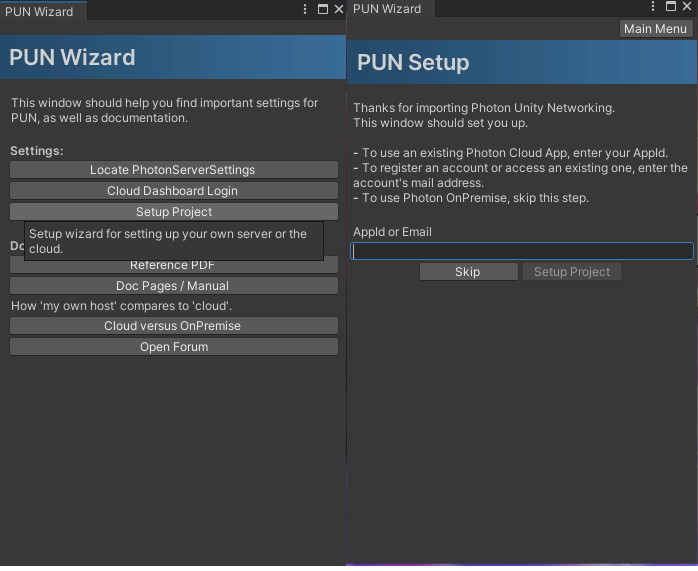 PUN Wizard
PUN Wizard
This window should help you find important settings for
PUN, as well as documentation.
Settings:
Locate PhotonServerSettings
Cloud Dashboard Login
Setup Project
Setup wizard for setting up your own server or the
cloud.
Reference PDF
Doc Pages / Manual
How 'my own host' compares to 'cloud'.
Cloud versus OnPremise
Open Forum
PUN Wizard
Main Menu
PUN Setup
Thanks for importing Photon Unity Networking.
This window should set you up.
- To use an existing Photon Cloud App, enter your AppId.
- To register an account or access an existing one, enter the
account's mail address.
- To use Photon OnPremise, skip this step.
AppId or Email
Skip
Setup Project